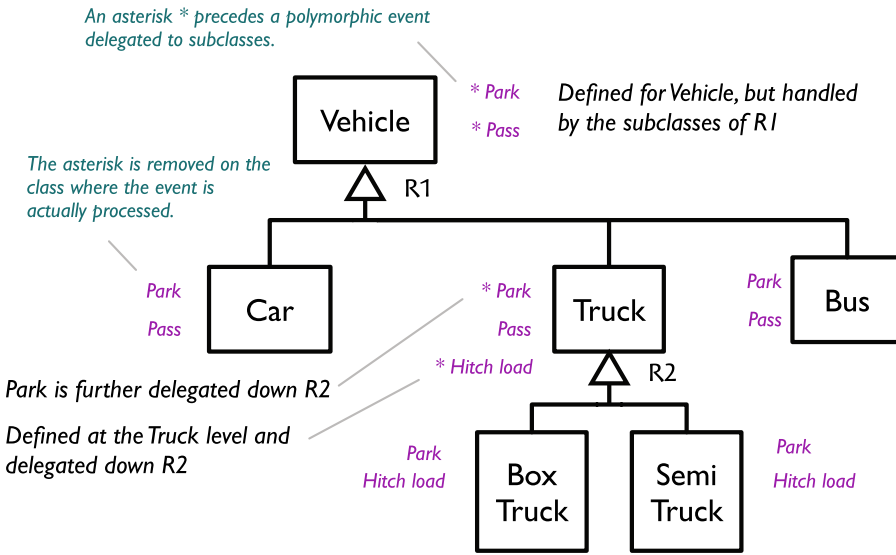 An asterisk * precedes a polymorphic event
delegated to subclasses.
Vehicle
* Park
* Pass
Defined for Vehicle, but handled
by the subclasses of R1
The asterisk is removed on the
class where the event is
actually processed.
R1
Park
Pass
Car
* Park
Pass
* Hitch load
Truck
Park
Pass
Bus
Park is further delegated down R2
R2
Defined at the Truck level and
delegated down R2
Park
Hitch load
Box
Truck
Semi
Truck
Park
Hitch load